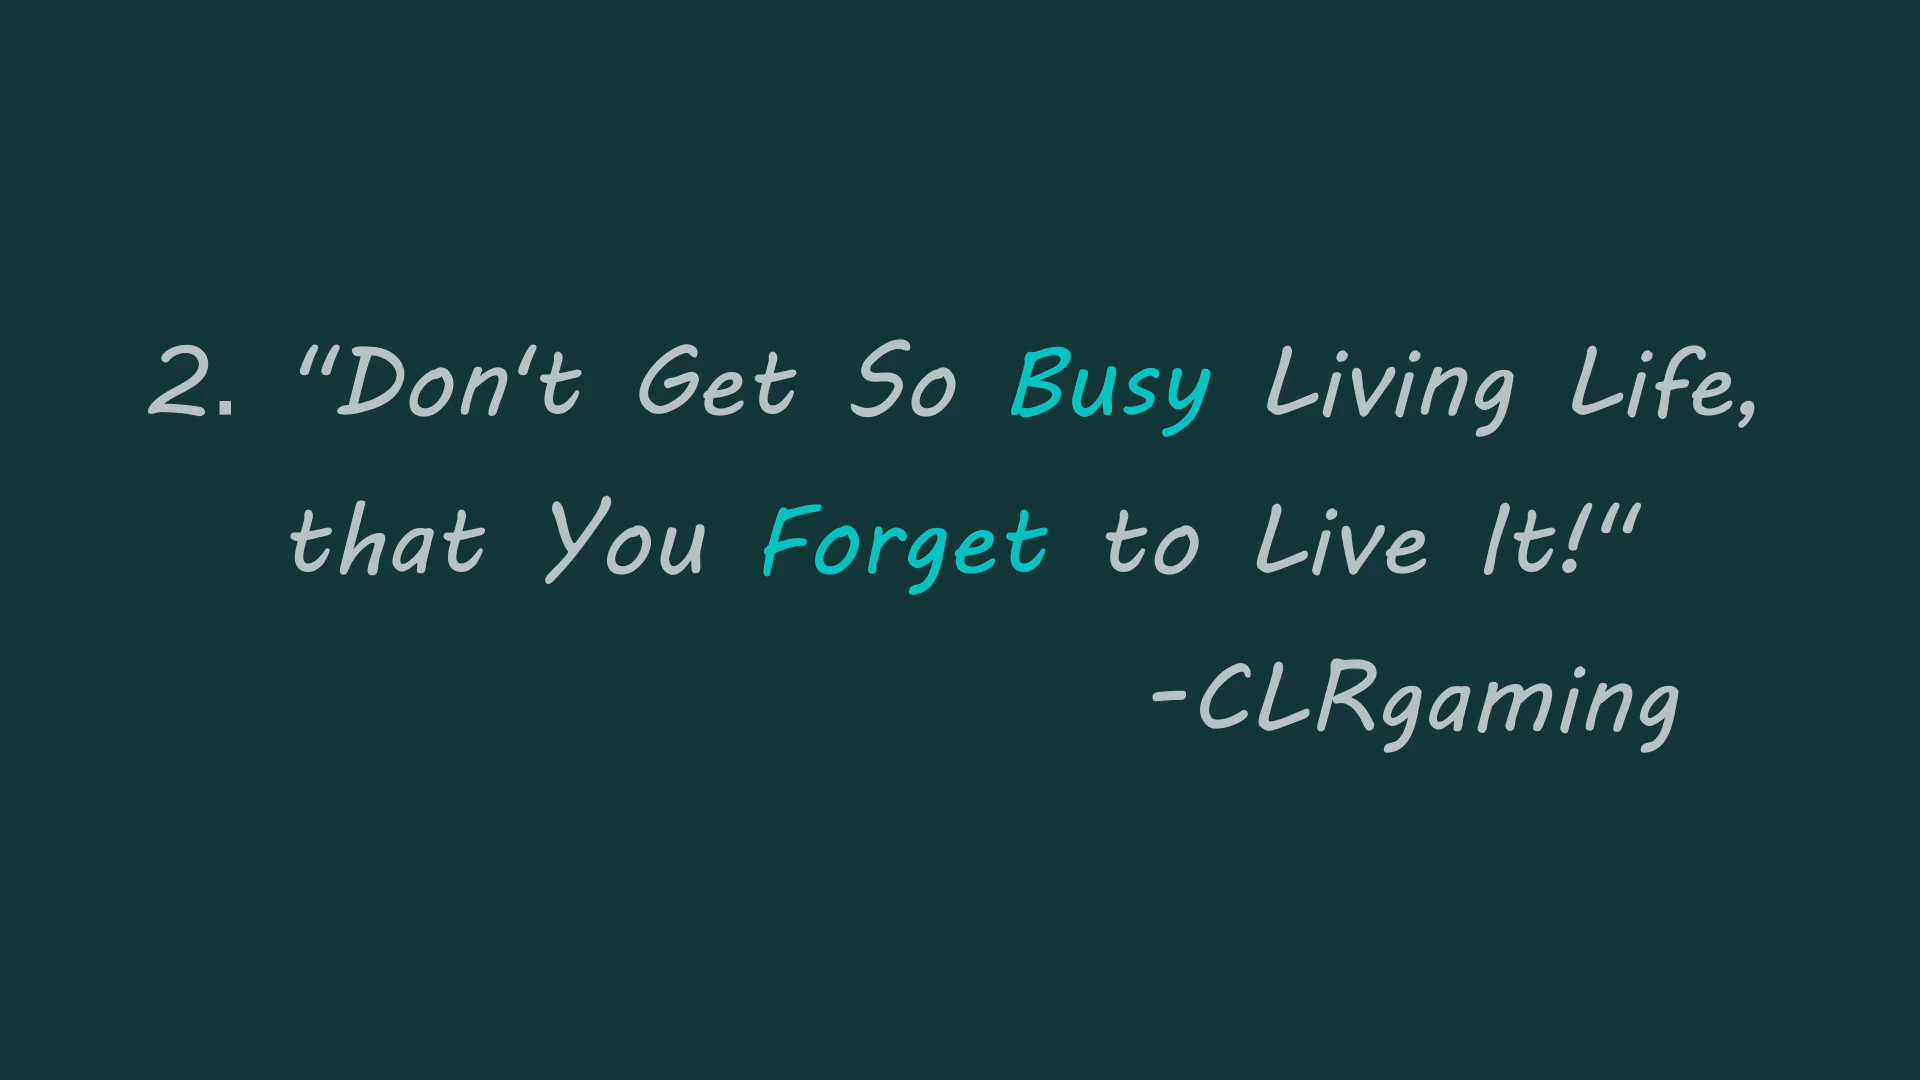 2. "Don't Get So Busy Living Life,
that You Forget to Live It!"
-CLRgaming